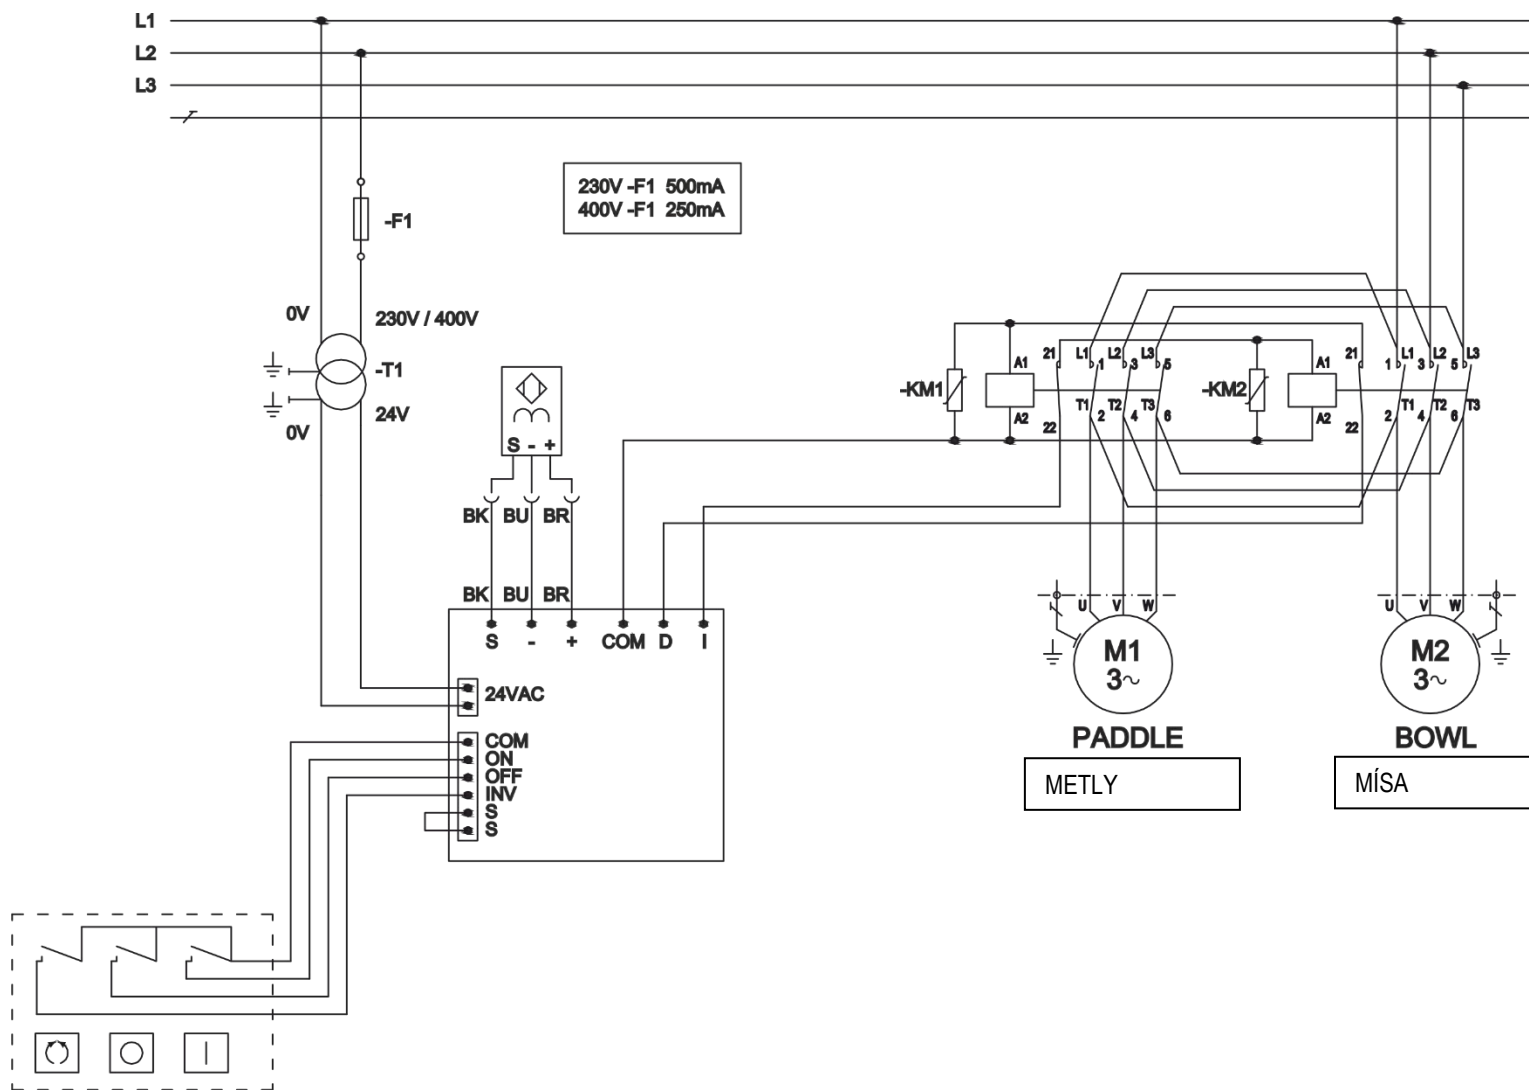 L1
L2
L3
230V -F1 500mA
400V -F1 250mA
-F1
0V
230V / 400V
-T1
24V
0V
S - +
BK BU BR
BK BU BR
S - + COM D I
24VAC
COM
ON
OFF
INV
S
S
-KM1
A1
A2
21
22
L1 L2 L3
1 3 5
T1 T2 T3
2 4 6
-KM2
A1
A2
21
22
L1 L2 L3
1 3 5
T1 T2 T3
2 4 6
U V W
M1
3~
PADDLE
METLY
U V W
M2
3~
BOWL
MÍSA